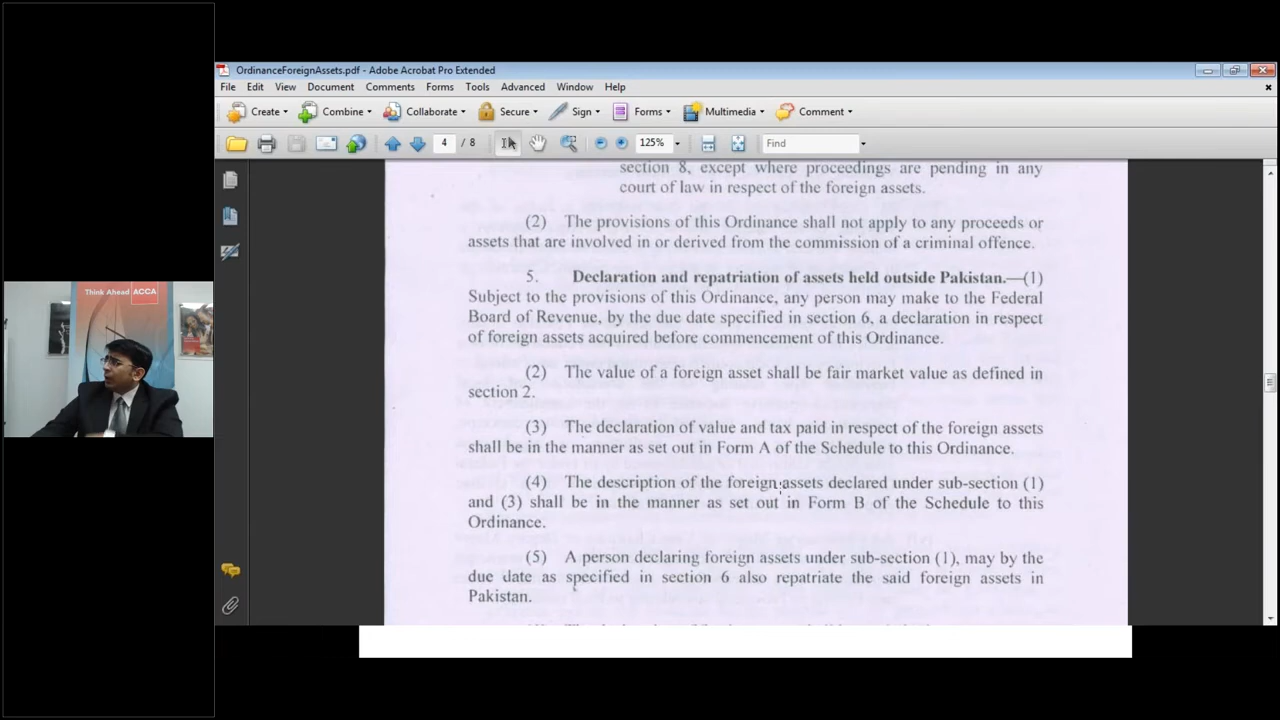 OrdinanceForeignAssets.pdf - Adobe Acrobat Pro Extended
File Edit View Document Comments Forms Tools Advanced Window Help
Create Combine Collaborate Secure Sign Forms Multimedia Comment
4 / 8 125% Find
section 8, except where proceedings are pending in any
court of law in respect of the foreign assets.
(2) The provisions of this Ordinance shall not apply to any proceeds or
assets that are involved in or derived from the commission of a criminal offence.
5. Declaration and repatriation of assets held outside Pakistan.—(1)
Subject to the provisions of this Ordinance, any person may make to the Federal
Board of Revenue, by the due date specified in section 6, a declaration in respect
of foreign assets acquired before commencement of this Ordinance.
(2) The value of a foreign asset shall be fair market value as defined in
section 2.
(3) The declaration of value and tax paid in respect of the foreign assets
shall be in the manner as set out in Form A of the Schedule to this Ordinance.
(4) The description of the foreign assets declared under sub-section (1)
and (3) shall be in the manner as set out in Form B of the Schedule to this
Ordinance.
(5) A person declaring foreign assets under sub-section (1), may by the
due date as specified in section 6 also repatriate the said foreign assets in
Pakistan.
Think Ahead ACCA